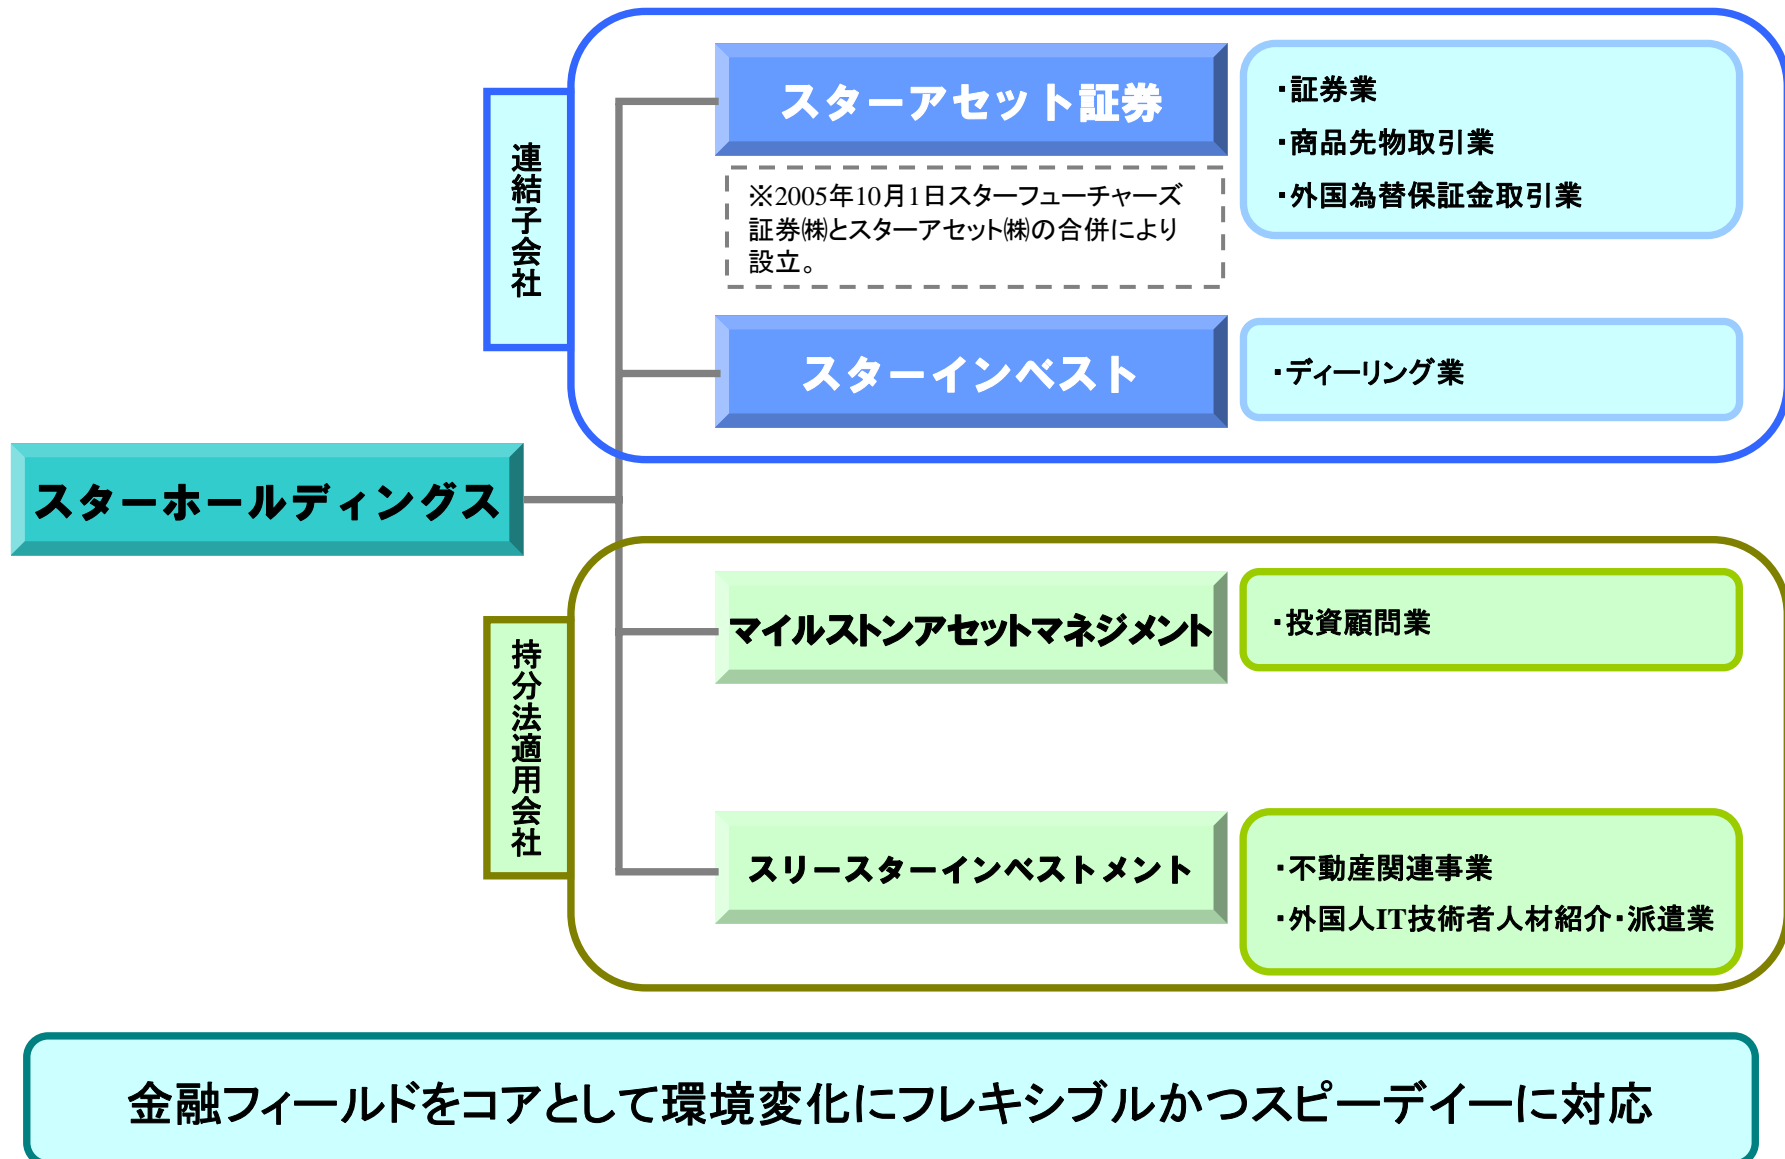 連結子会社
スターアセット証券
・証券業
・商品先物取引業
・外国為替保証金取引業
※2005年10月1日スターフューチャーズ
証券㈱とスターアセット㈱の合併により
設立。
スターインベスト
・ディーリング業
スターホールディングス
持分法適用会社
マイルストンアセットマネジメント
・投資顧問業
スリースターインベストメント
・不動産関連事業
・外国人IT技術者人材紹介・派遣業
金融フィールドをコアとして環境変化にフレキシブルかつスピーデイーに対応